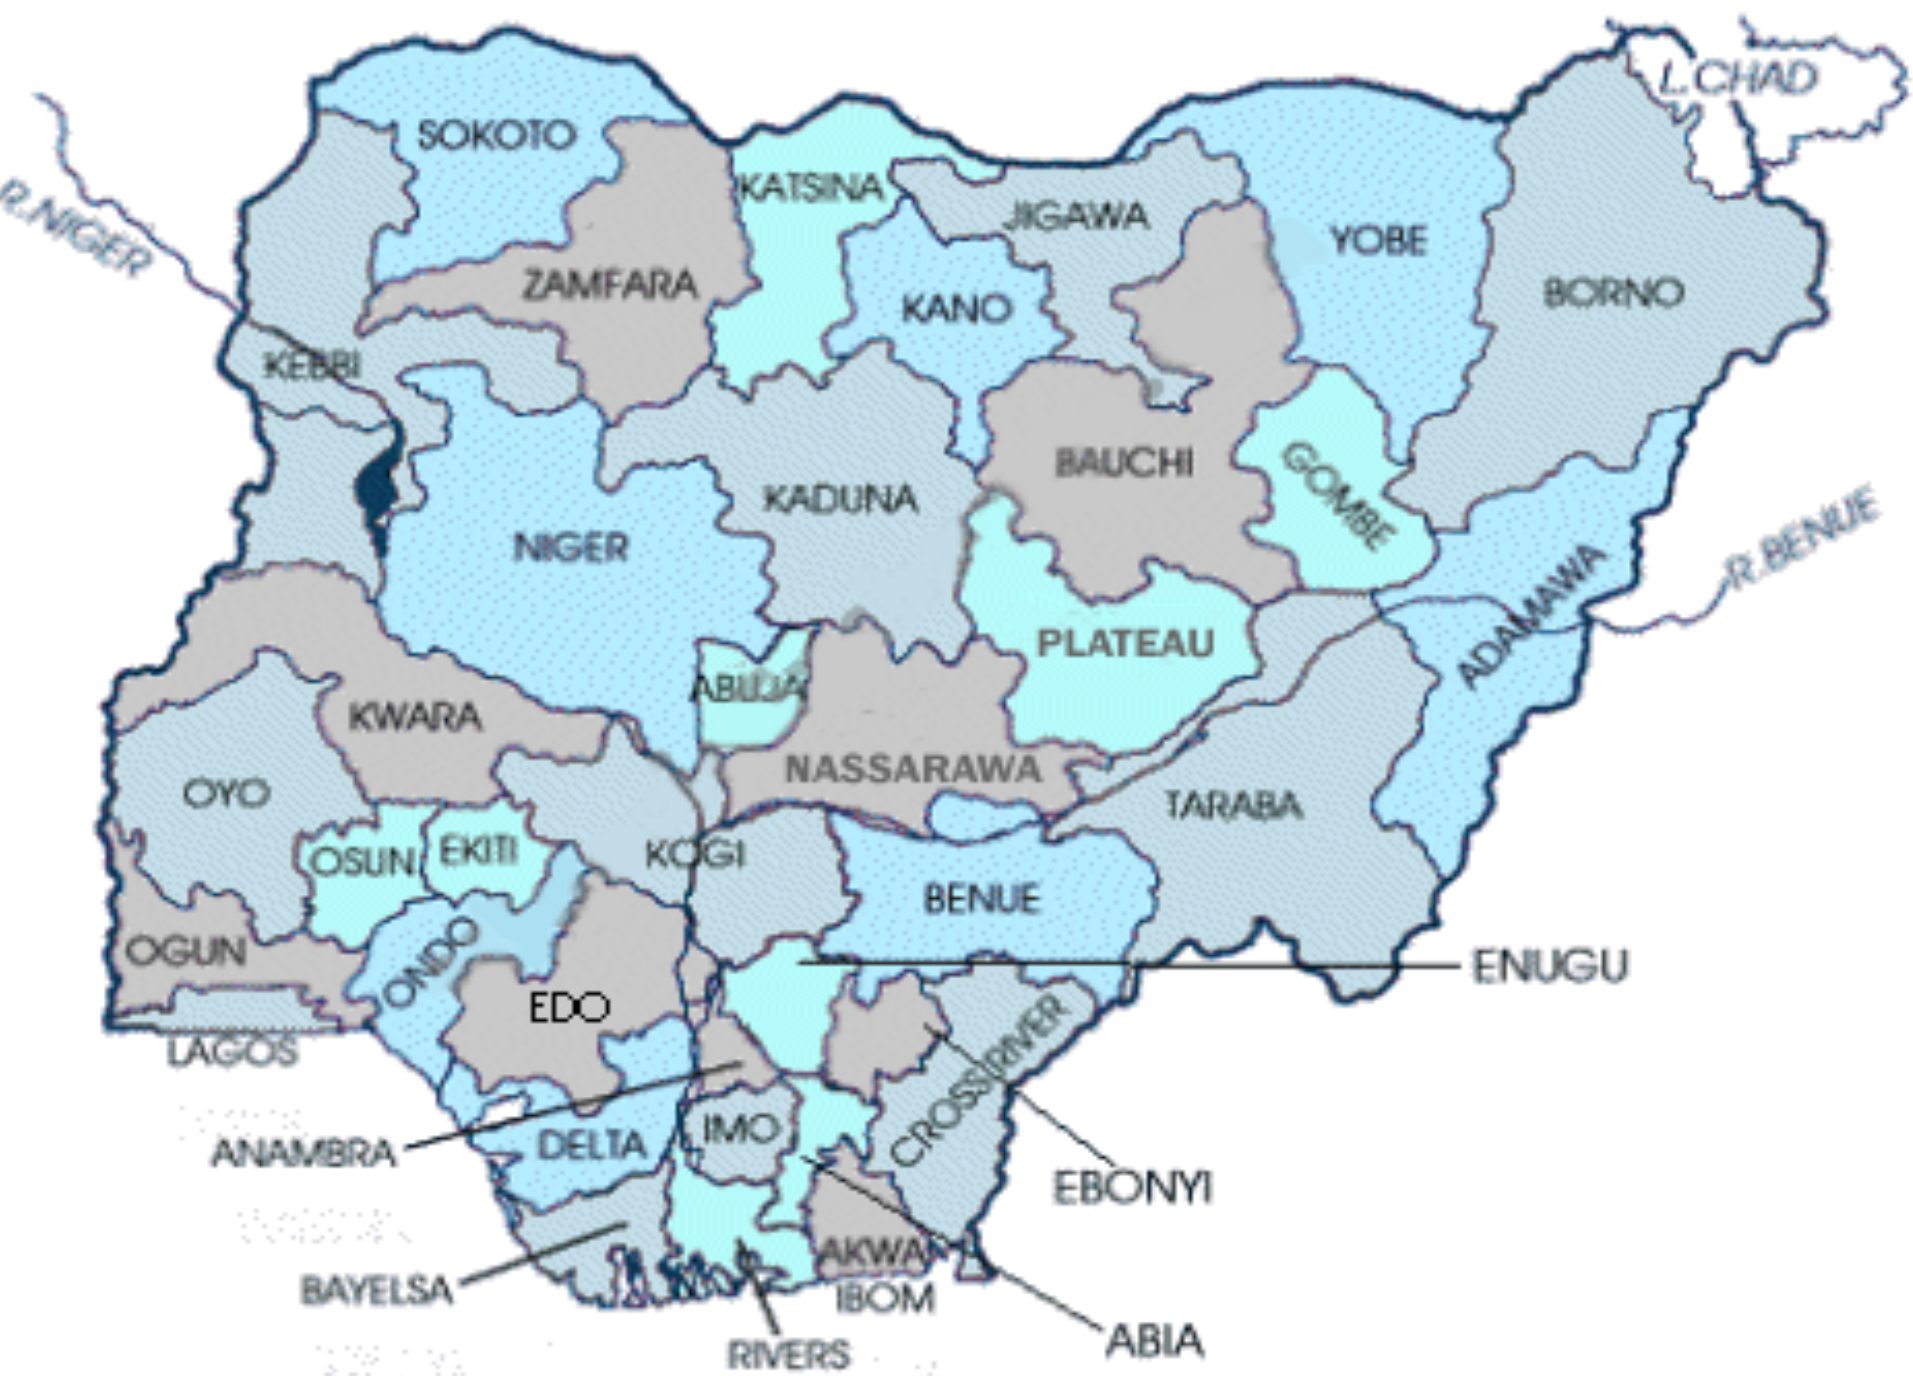 L.CHAD
SOKOTO
KATSINA
JIGAWA
YOBE
R.NIGER
ZAMFARA
KANO
BORNO
KEBBI
BAUCHI
GOMBE
KADUNA
NIGER
R.BENUE
ADAMAWA
PLATEAU
ABUJA
KWARA
NASSARAWA
OYO
TARABA
OSUN
EKITI
KOGI
BENUE
OGUN
ONDO
ENUGU
EDO
LAGOS
CROSS RIVER
ANAMBRA
DELTA
IMO
EBONYI
BAYELSA
AKWA
IBOM
RIVERS
ABIA